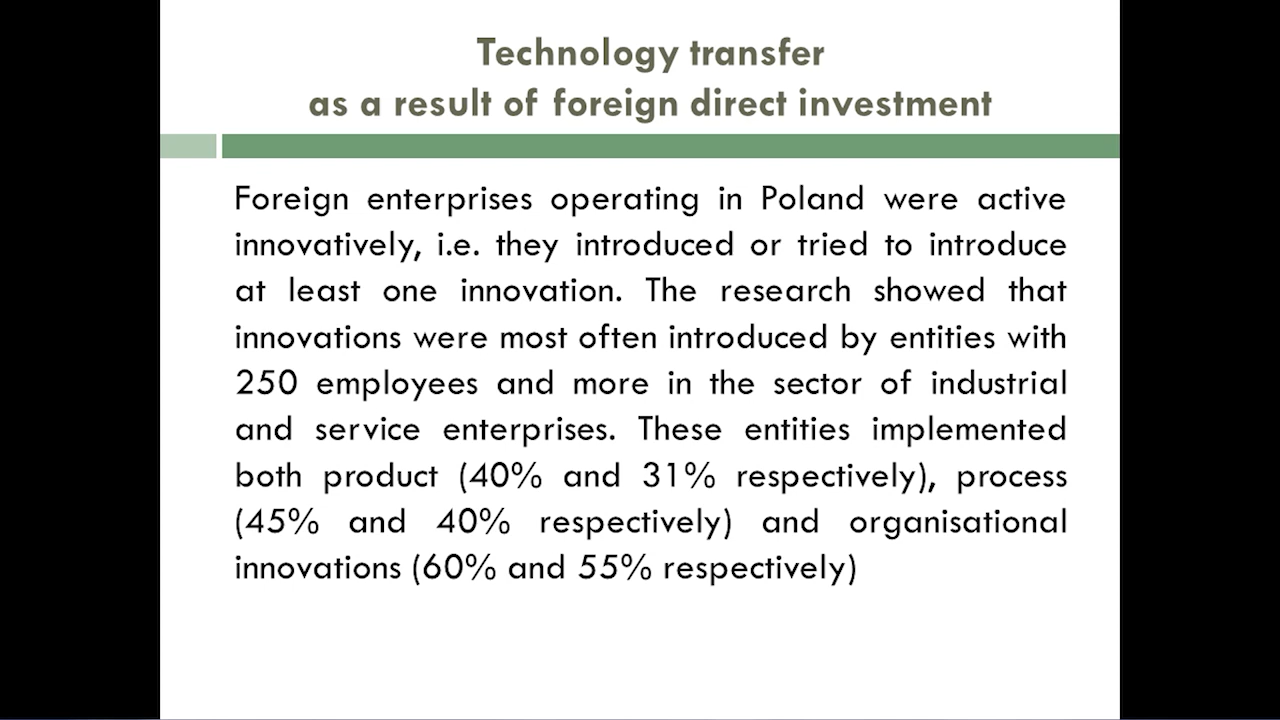 Technology transfer
as a result of foreign direct investment
Foreign enterprises operating in Poland were active
innovatively, i.e. they introduced or tried to introduce
at least one innovation. The research showed that
innovations were most often introduced by entities with
250 employees and more in the sector of industrial
and service enterprises. These entities implemented
both product (40% and 31% respectively), process
(45% and 40% respectively) and organisational
innovations (60% and 55% respectively)